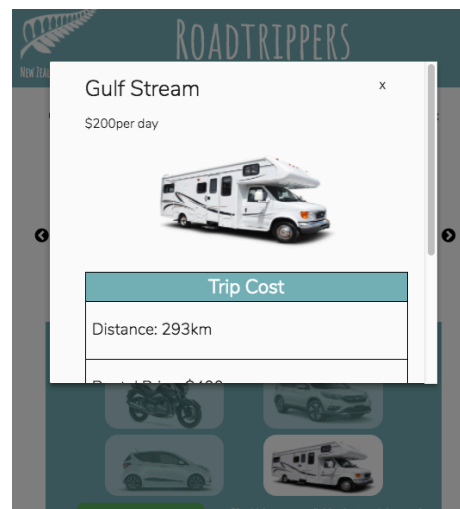 ROADTRIPPERS
Gulf Stream
x
$200per day
Trip Cost
Distance: 293km